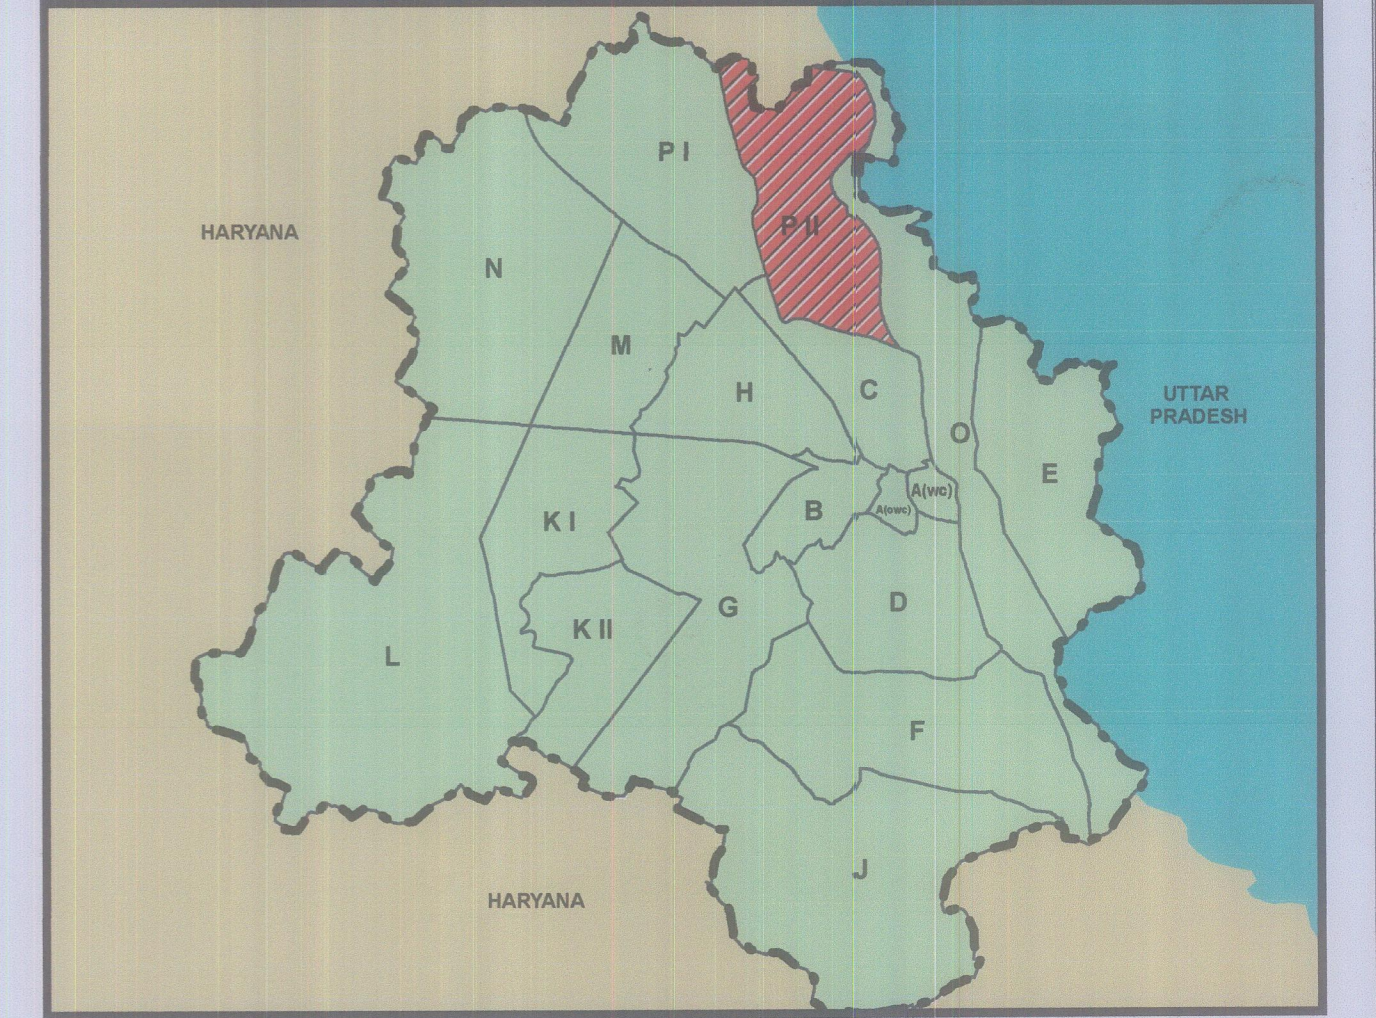 P I
HARYANA
P II
N
M
H
C
UTTAR
PRADESH
O
E
A(wc)
B
A(owc)
K I
G
D
K II
L
F
J
HARYANA